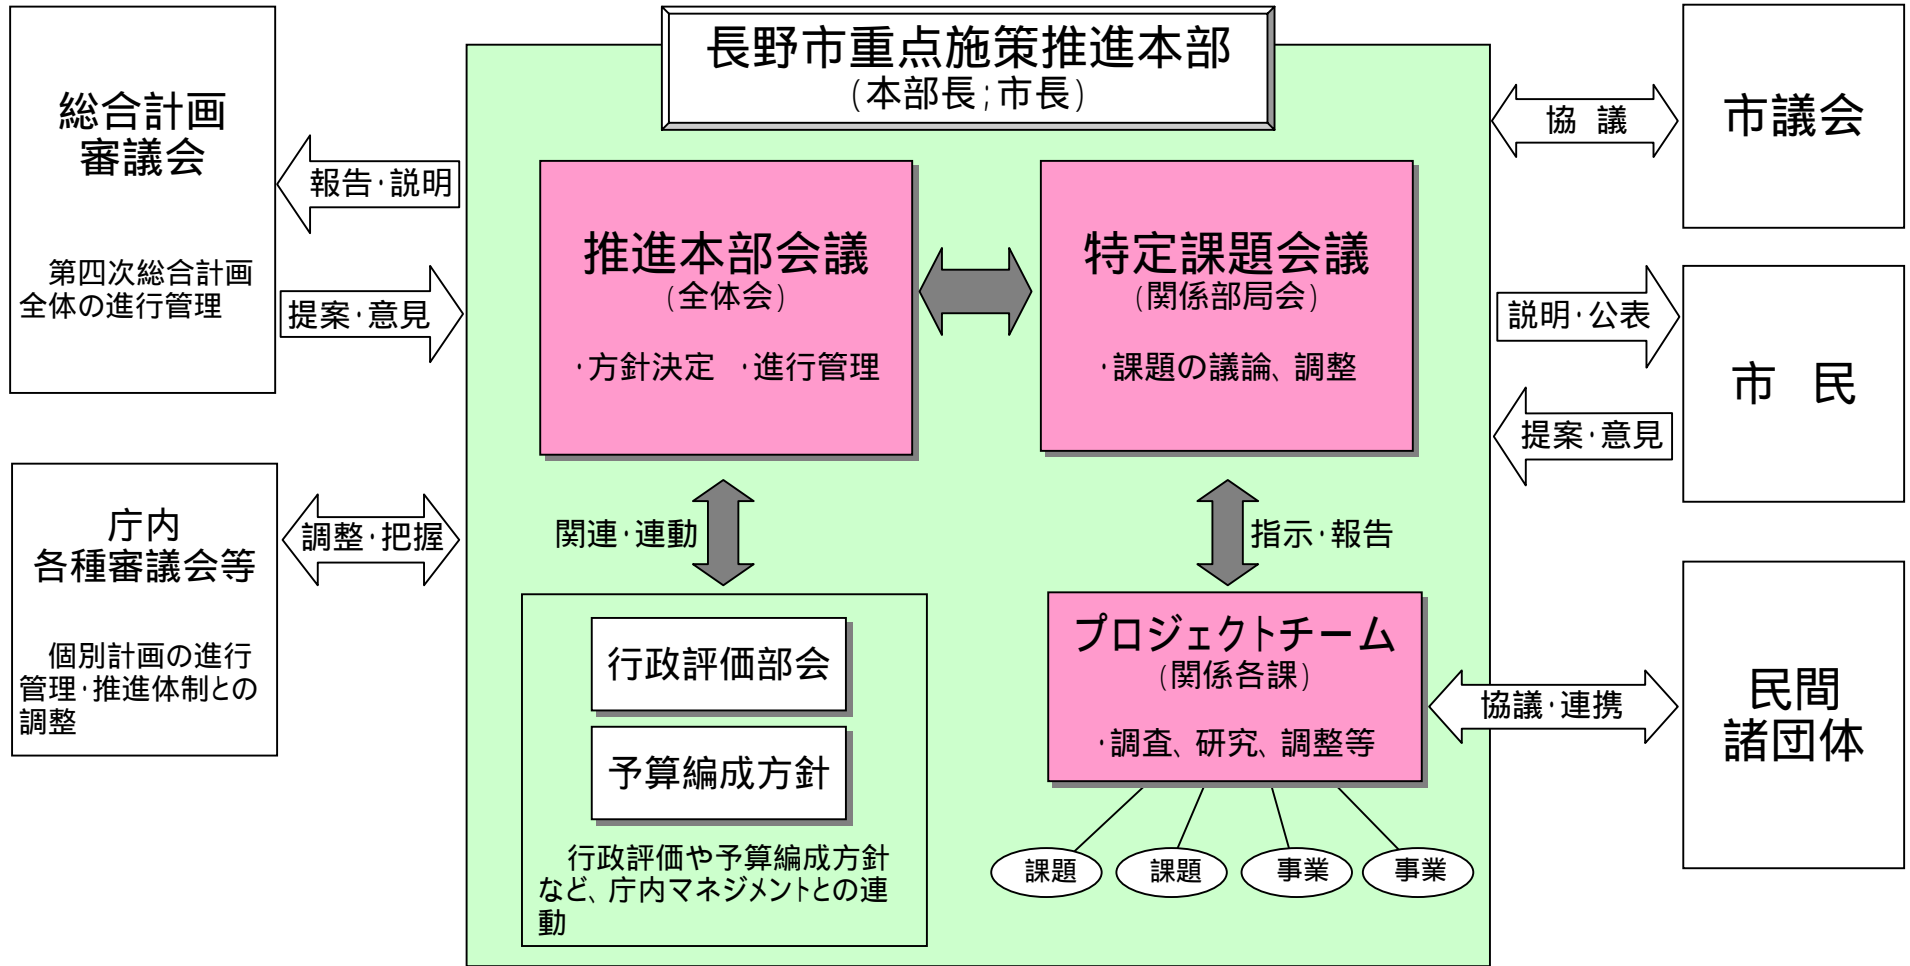 長野市重点施策推進本部
(本部長;市長)
総合計画
審議会
第四次総合計画
全体の進行管理
報告・説明
提案・意見
庁内
各種審議会等
個別計画の進行
管理・推進体制との
調整
調整・把握
推進本部会議
(全体会)
・方針決定 ・進行管理
特定課題会議
(関係部局会)
・課題の議論、調整
関連・連動
指示・報告
行政評価部会
予算編成方針
行政評価や予算編成方針
など、庁内マネジメントとの連
動
プロジェクトチーム
(関係各課)
・調査、研究、調整等
課題
課題
事業
事業
協 議
市議会
説明・公表
提案・意見
市 民
協議・連携
民間
諸団体